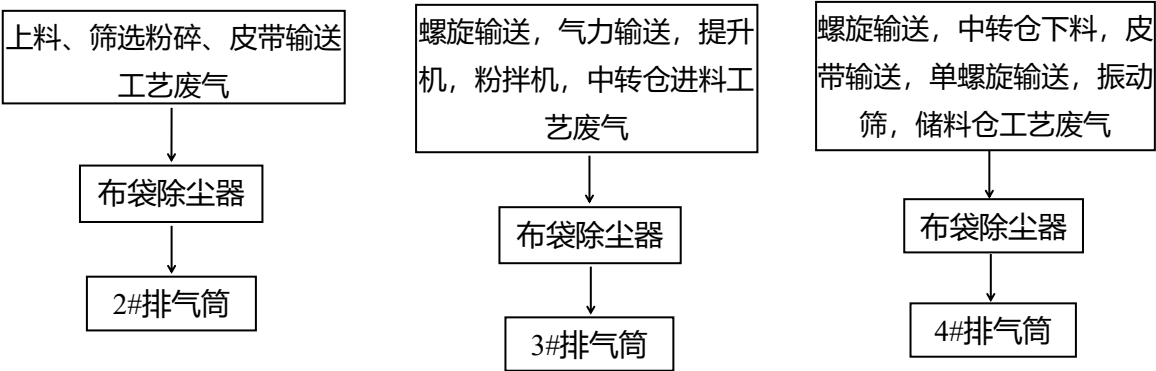 上料、筛选粉碎、皮带输送
工艺废气
布袋除尘器
2#排气筒
螺旋输送，气力输送，提升
机，粉拌机，中转仓进料工
艺废气
布袋除尘器
3#排气筒
螺旋输送，中转仓下料，皮
带输送，单螺旋输送，振动
筛，储料仓工艺废气
布袋除尘器
4#排气筒